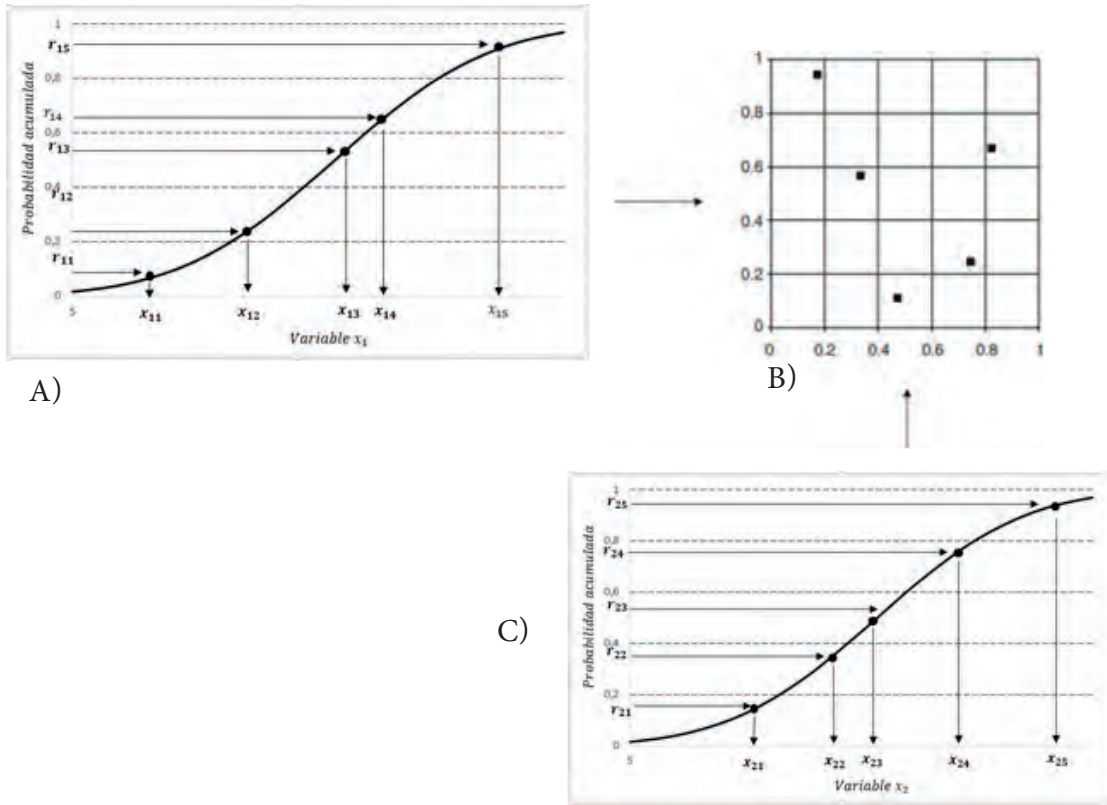 Probabilidad acumulada
1
r₁₅
0,8
r₁₄
0,6
r₁₃
r₁₂
0,2
r₁₁
0
5
x₁₁ x₁₂ x₁₃ x₁₄ x₁₅
Variable x₁
A)
1
0.8
0.6
0.4
0.2
0
0 0.2 0.4 0.6 0.8 1
B)
C)
Probabilidad acumulada
1
r₂₅
0,8
r₂₄
0,6
r₂₃
0,4
r₂₂
0,2
r₂₁
0
5
x₂₁ x₂₂ x₂₃ x₂₄ x₂₅
Variable x₂